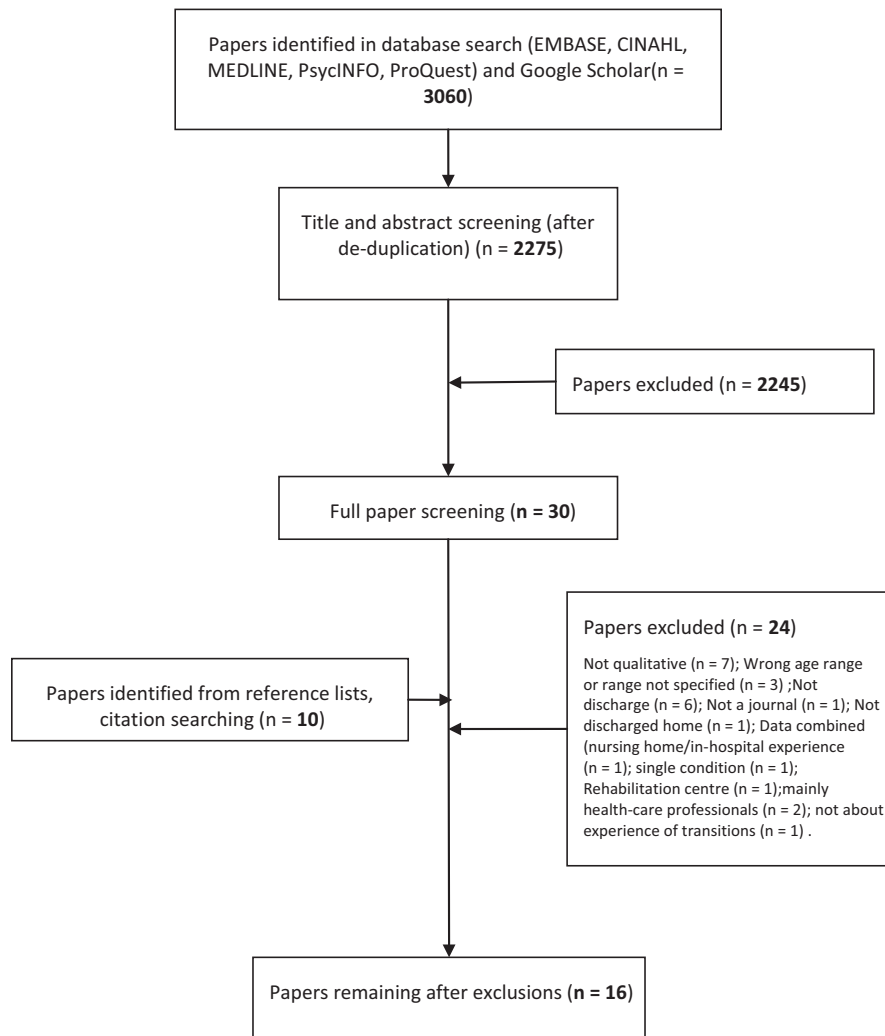 Papers identified in database search (EMBASE, CINAHL,
MEDLINE, PsycINFO, ProQuest) and Google Scholar(n =
3060)
Title and abstract screening (after
de-duplication) (n = 2275)
Papers excluded (n = 2245)
Full paper screening (n = 30)
Papers identified from reference lists,
citation searching (n = 10)
Papers excluded (n = 24)
Not qualitative (n = 7); Wrong age range
or range not specified (n = 3) ;Not
discharge (n = 6); Not a journal (n = 1); Not
discharged home (n = 1); Data combined
(nursing home/in-hospital experience
(n = 1); single condition (n = 1);
Rehabilitation centre (n = 1);mainly
health-care professionals (n = 2); not about
experience of transitions (n = 1) .
Papers remaining after exclusions (n = 16)